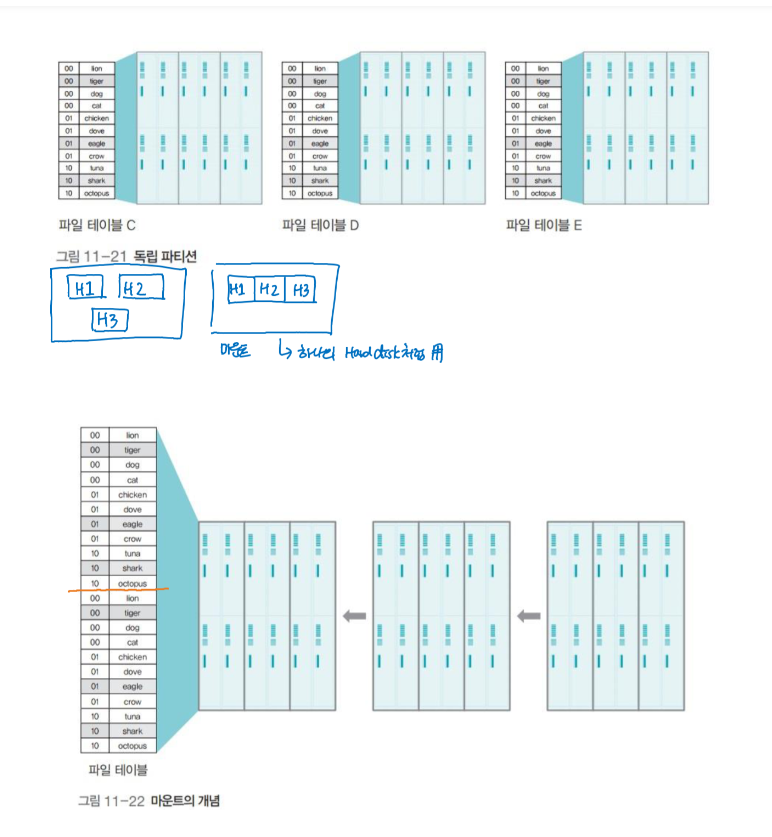 00 lion
00 tiger
00 dog
00 cat
01 chicken
01 dove
01 eagle
01 crow
10 tuna
10 shark
10 octopus
파일 테이블 C
00 lion
00 tiger
00 dog
00 cat
01 chicken
01 dove
01 eagle
01 crow
10 tuna
10 shark
10 octopus
파일 테이블 D
00 lion
00 tiger
00 dog
00 cat
01 chicken
01 dove
01 eagle
01 crow
10 tuna
10 shark
10 octopus
파일 테이블 E
그림 11-21 독립 파티션
H1 H2
H3
H1 H2 H3
마운트 ↳ 하나의 Hard disk처럼 用
00 lion
00 tiger
00 dog
00 cat
01 chicken
01 dove
01 eagle
01 crow
10 tuna
10 shark
10 octopus
00 lion
00 tiger
00 dog
00 cat
01 chicken
01 dove
01 eagle
01 crow
10 tuna
10 shark
10 octopus
파일 테이블
그림 11-22 마운트의 개념